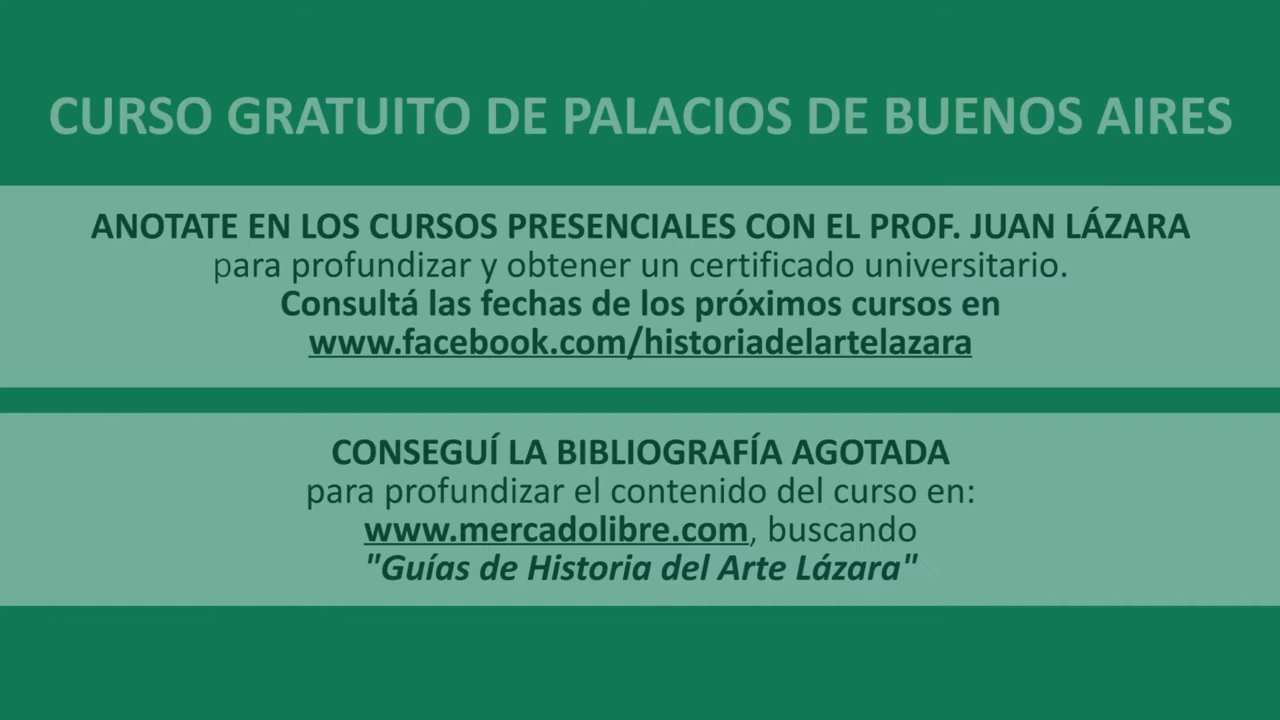 CURSO GRATUITO DE PALACIOS DE BUENOS AIRES
ANOTATE EN LOS CURSOS PRESENCIALES CON EL PROF. JUAN LÁZARA
para profundizar y obtener un certificado universitario.
Consultá las fechas de los próximos cursos en
www.facebook.com/historiadelartelazara
CONSEGUÍ LA BIBLIOGRAFÍA AGOTADA
para profundizar el contenido del curso en:
www.mercadolibre.com, buscando
"Guías de Historia del Arte Lázara"